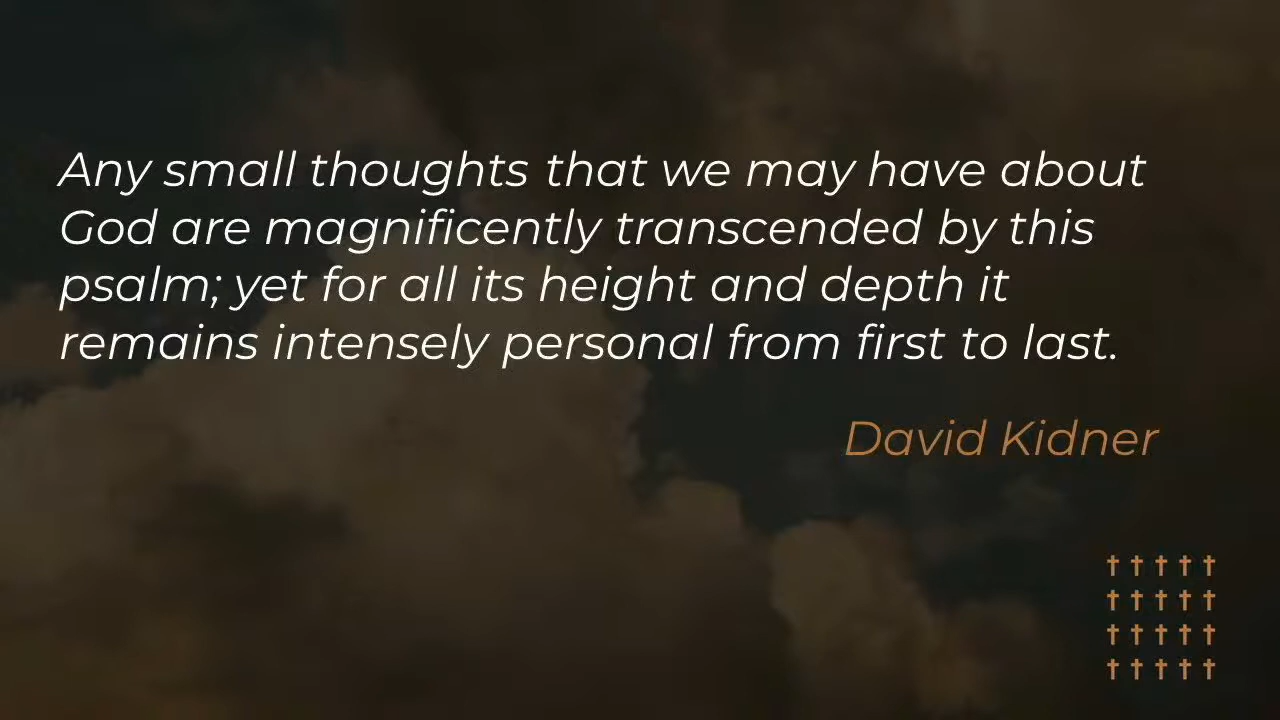 Any small thoughts that we may have about
God are magnificently transcended by this
psalm; yet for all its height and depth it
remains intensely personal from first to last.
David Kidner